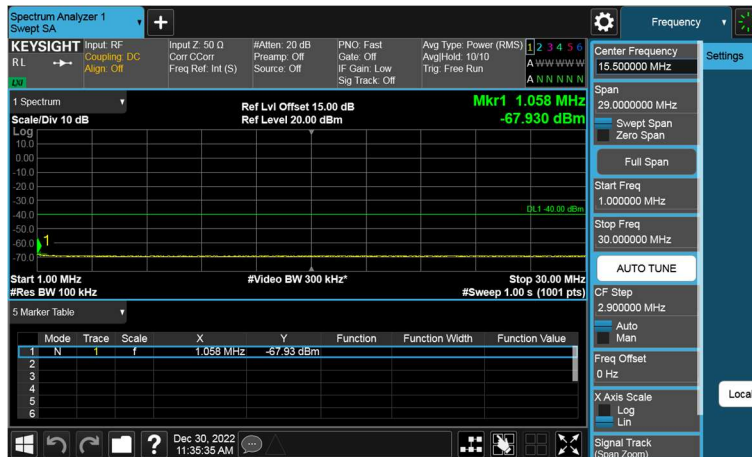 Spectrum Analyzer 1
Swept SA
Frequency
KEYSIGHT
RL
LXI
Input: RF
Coupling: DC
Align: Off
Input Z: 50 Ω
Corr CCorr
Freq Ref: Int (S)
#Atten: 20 dB
Preamp: Off
Source: Off
PNO: Fast
Gate: Off
IF Gain: Low
Sig Track: Off
Avg Type: Power (RMS)
Avg|Hold: 10/10
Trig: Free Run
1 2 3 4 5 6
A W W W W W
A N N N N N
1 Spectrum
Scale/Div 10 dB
Ref Lvl Offset 15.00 dB
Ref Level 20.00 dBm
Mkr1 1.058 MHz
-67.930 dBm
Log
10.0
0.00
-10.0
-20.0
-30.0
-40.0
-50.0
-60.0
-70.0
DL1 -40.00 dBm
1
Start 1.00 MHz
#Res BW 100 kHz
#Video BW 300 kHz*
Stop 30.00 MHz
#Sweep 1.00 s (1001 pts)
5 Marker Table
Mode Trace Scale X Y Function Function Width Function Value
1 N 1 f 1.058 MHz -67.93 dBm
2
3
4
5
6
Dec 30, 2022
11:35:35 AM
Center Frequency
15.500000 MHz
Settings
Span
29.0000000 MHz
Swept Span
Zero Span
Full Span
Start Freq
1.000000 MHz
Stop Freq
30.000000 MHz
AUTO TUNE
CF Step
2.900000 MHz
Auto
Man
Freq Offset
0 Hz
X Axis Scale
Log
Lin
Local
Signal Track
(Span Zoom)